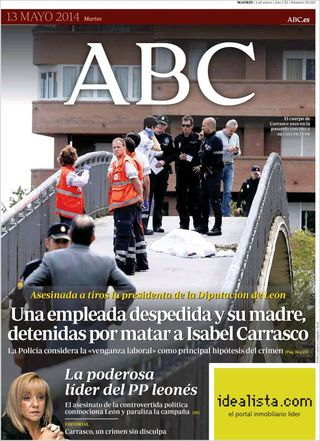 13 MAYO 2014 Martes
MADRID
ABC.es
ABC
El cuerpo de
Carrasco yace en la
pasarela cercana a
su casa en León
Asesinada a tiros la presidenta de la Diputación de León
Una empleada despedida y su madre,
detenidas por matar a Isabel Carrasco
La Policía considera la «venganza laboral» como principal hipótesis del crimen
La poderosa
líder del PP leonés
El asesinato de la controvertida política
conmociona León y paraliza la campaña
EDITORIAL
Carrasco, un crimen sin disculpa
idealista.com
el portal inmobiliario líder